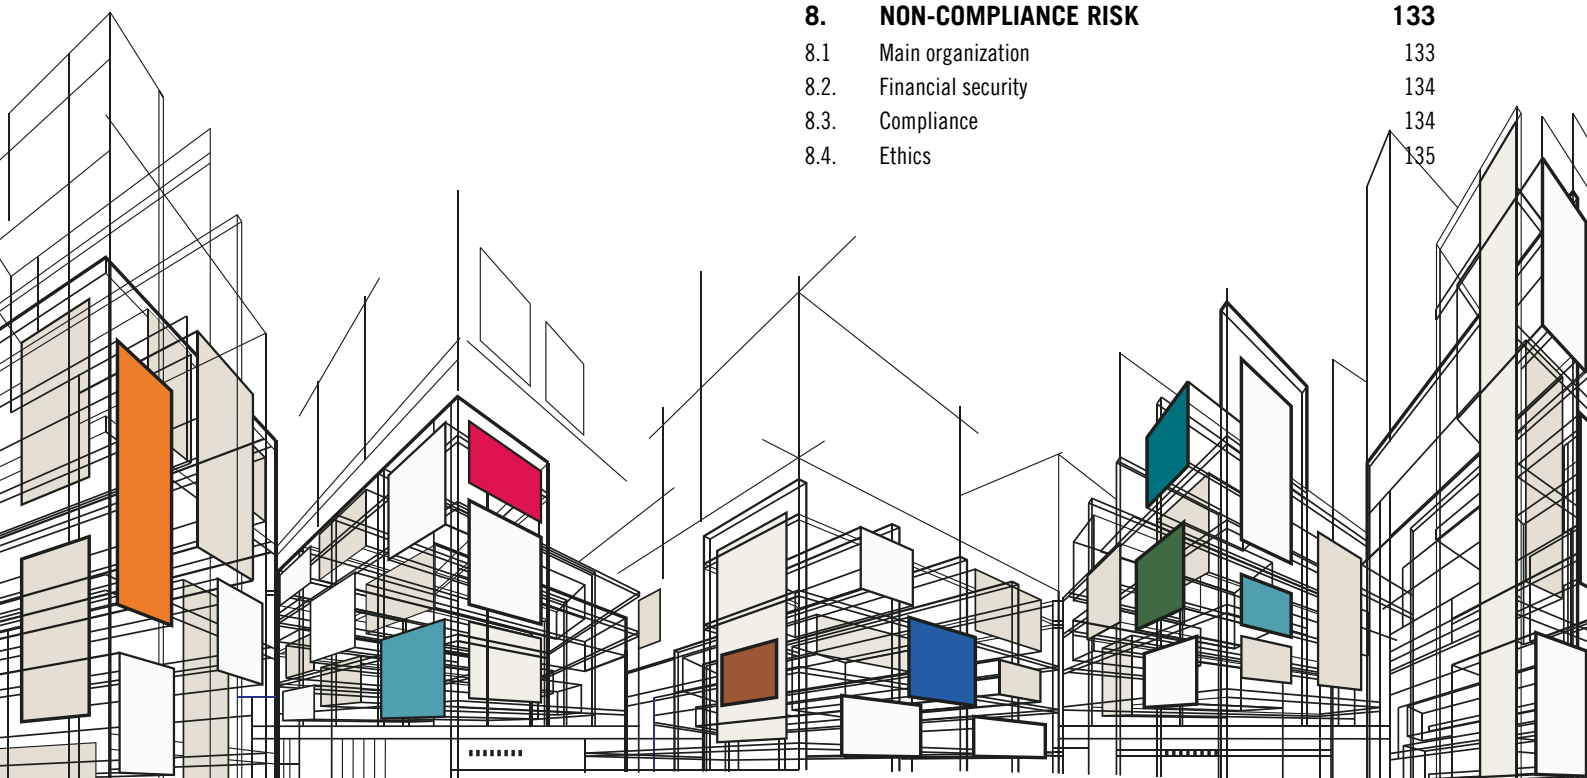 8. NON-COMPLIANCE RISK 133
8.1 Main organization 133
8.2. Financial security 134
8.3. Compliance 134
8.4. Ethics 135